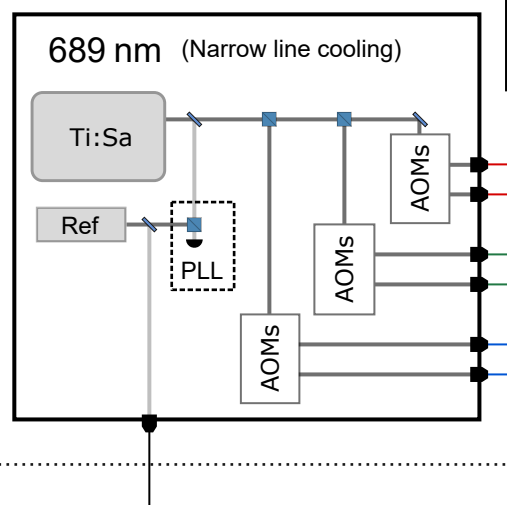 689 nm (Narrow line cooling)
Ti:Sa
AOMs
Ref
AOMs
PLL
AOMs